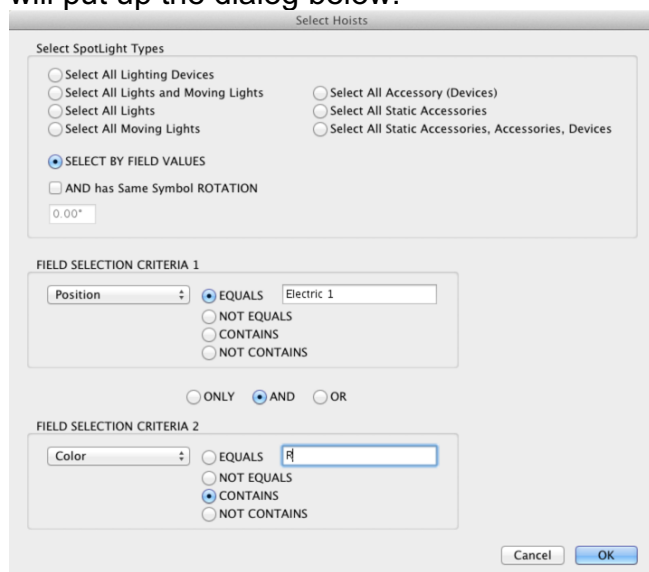 will put up the dialog below.
Select Hoists
Select SpotLight Types
Select All Lighting Devices
Select All Lights and Moving Lights
Select All Accessory (Devices)
Select All Lights
Select All Static Accessories
Select All Moving Lights
Select All Static Accessories, Accessories, Devices
SELECT BY FIELD VALUES
AND has Same Symbol ROTATION
0.00°
FIELD SELECTION CRITERIA 1
Position
EQUALS
Electric 1
NOT EQUALS
CONTAINS
NOT CONTAINS
ONLY
AND
OR
FIELD SELECTION CRITERIA 2
Color
EQUALS
R
NOT EQUALS
CONTAINS
NOT CONTAINS
Cancel
OK